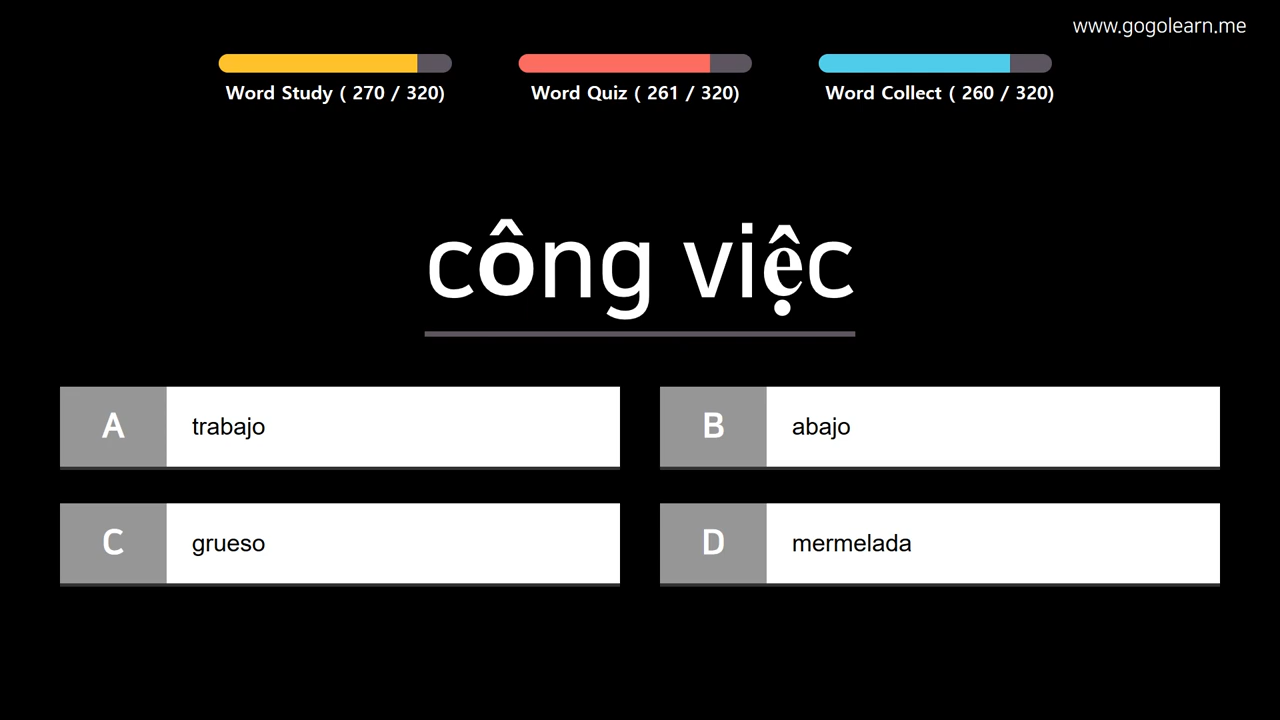 www.gogolearn.me
Word Study ( 270 / 320)
Word Quiz ( 261 / 320)
Word Collect ( 260 / 320)
công việc
A trabajo
B abajo
C grueso
D mermelada